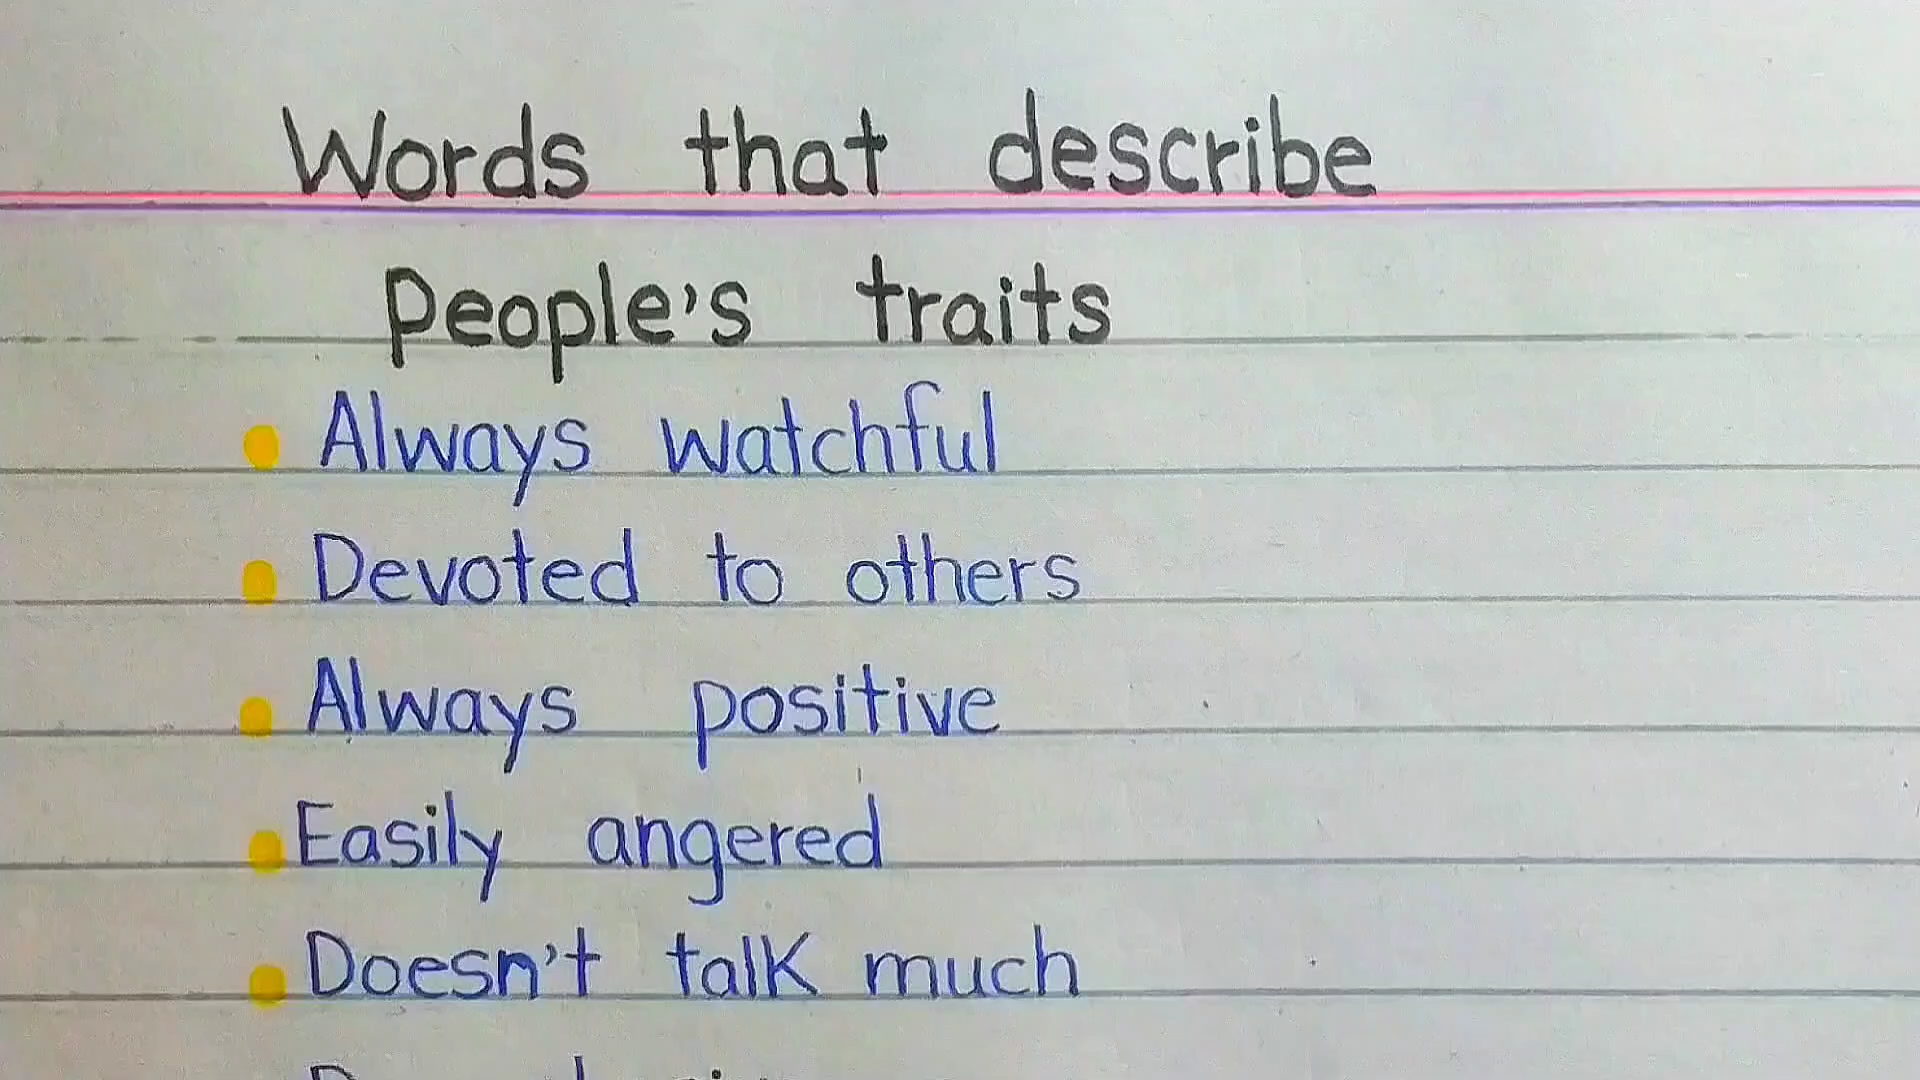 Words that describe
People's traits
Always watchful
Devoted to others
Always positive
Easily angered
Doesn't talk much